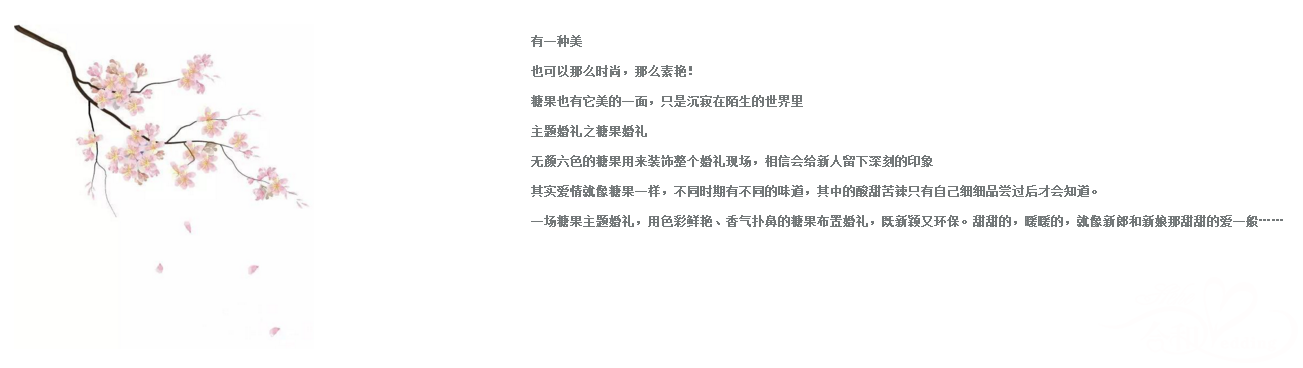 有一种美
也可以那么时尚，那么素艳！
糖果也有它美的一面，只是沉寂在陌生的世界里
主题婚礼之糖果婚礼
无颜六色的糖果用来装饰整个婚礼现场，相信会给新人留下深刻的印象
其实爱情就像糖果一样，不同时期有不同的味道，其中的酸甜苦辣只有自己细细品尝过后才会知道。
一场糖果主题婚礼，用色彩鲜艳、香气扑鼻的糖果布置婚礼，既新颖又环保。甜甜的，暖暖的，就像新郎和新娘那甜甜的爱一般……